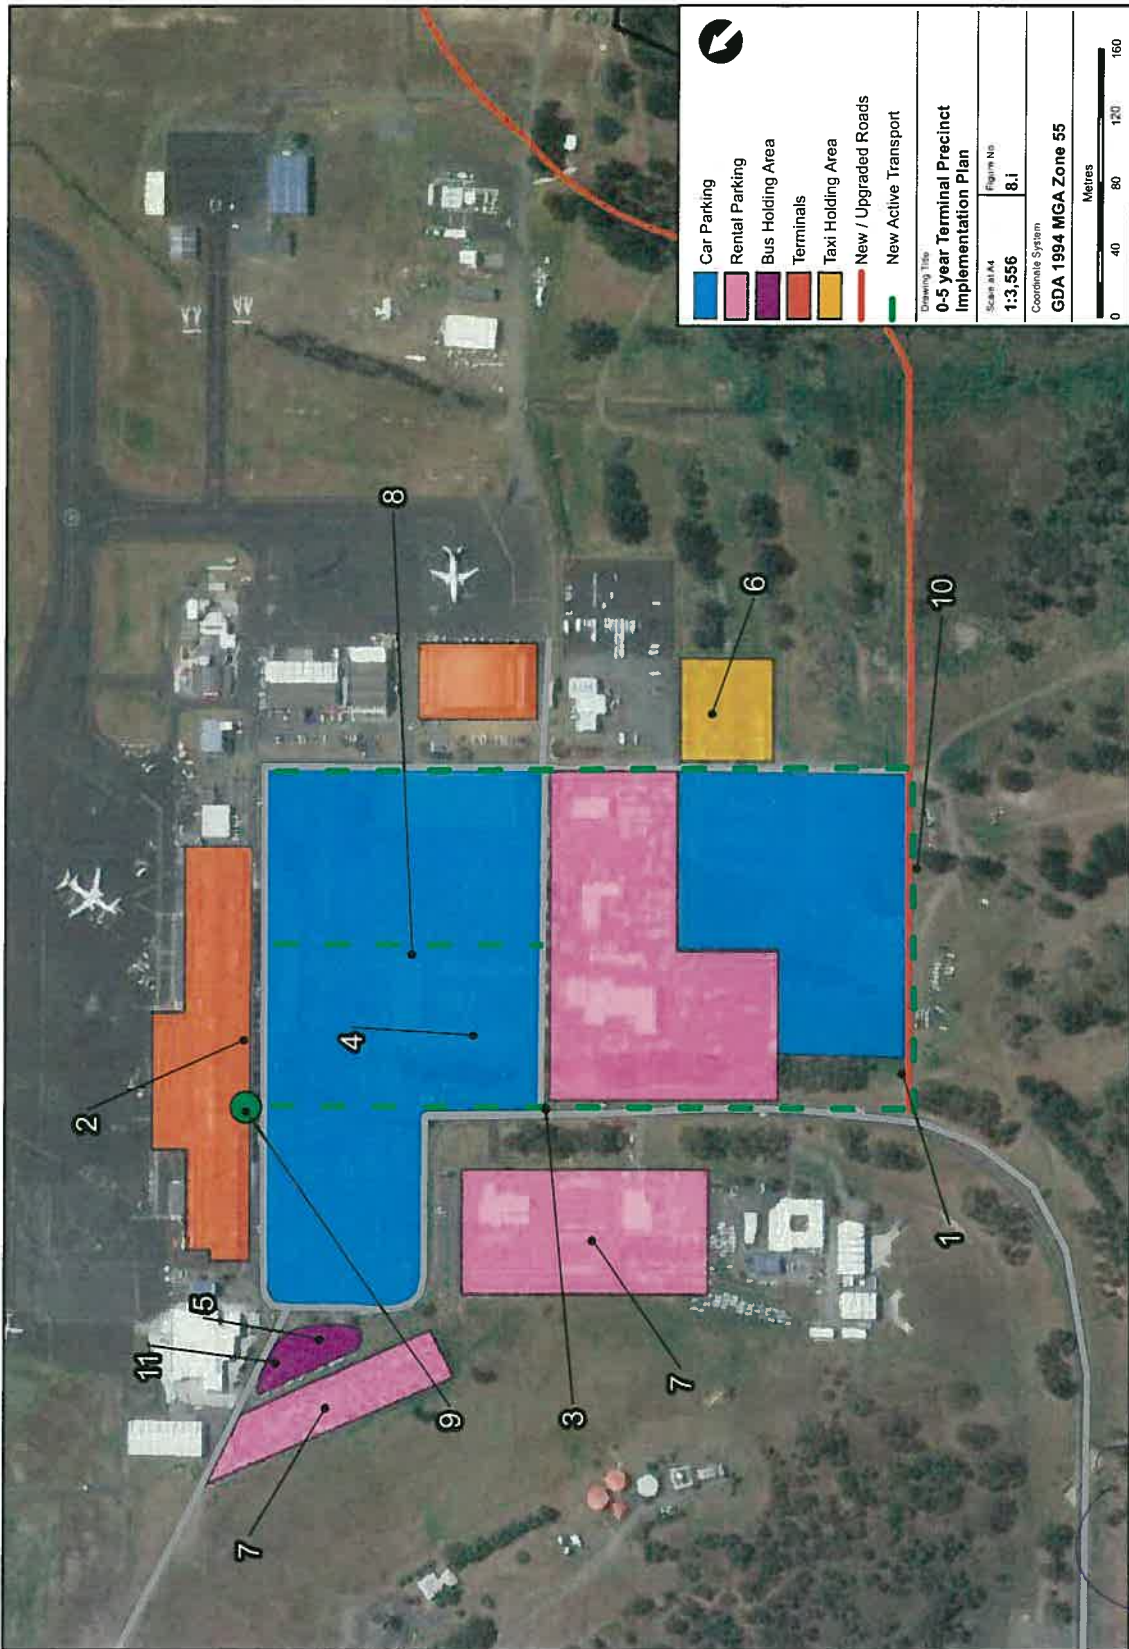 Car Parking
Rental Parking
Bus Holding Area
Terminals
Taxi Holding Area
New / Upgraded Roads
New Active Transport
Drawing Title
0-5 year Terminal Precinct
Implementation Plan
Scale at A4
1:3,556
Figure No
8.i
Coordinate System
GDA 1994 MGA Zone 55
Metres
0 40 80 120 160
7
11
5
9
3
7
1
2
4
8
6
10